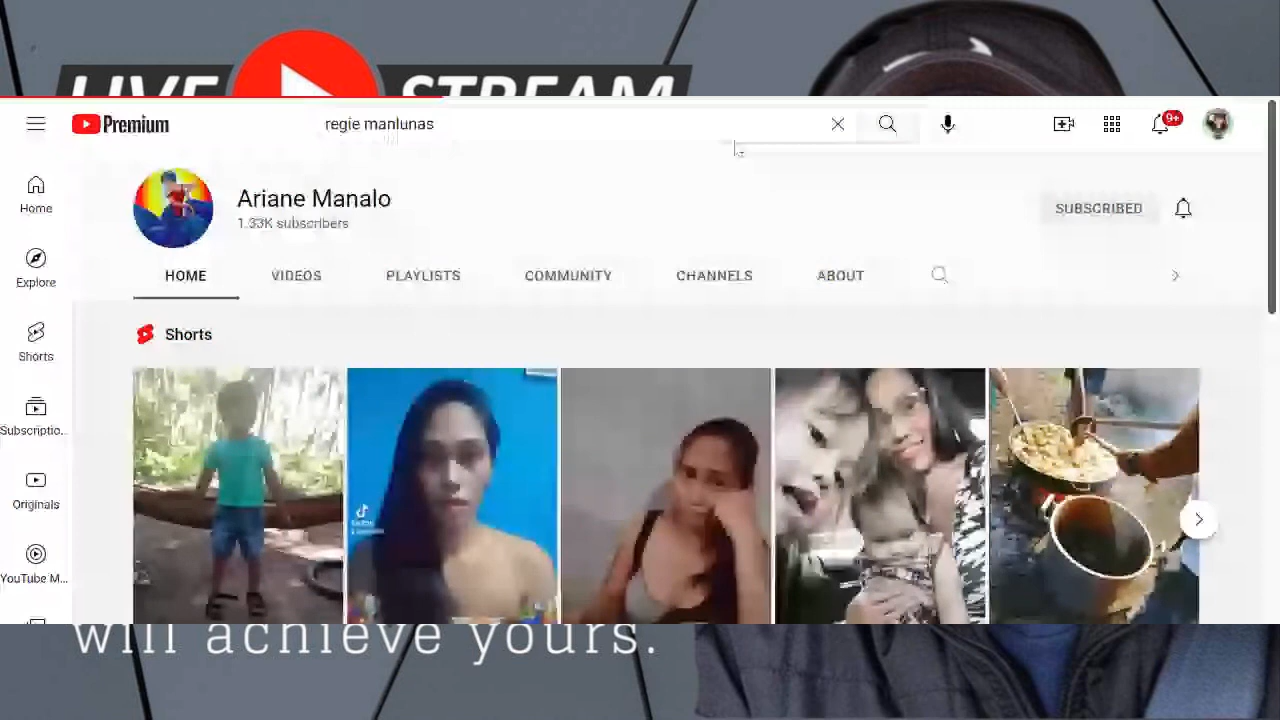 LIVE STREAM
Premium
regie manlunas
9+
Home
Explore
Shorts
Subscriptio...
Originals
YouTube M...
Ariane Manalo
1.33K subscribers
SUBSCRIBED
HOME VIDEOS PLAYLISTS COMMUNITY CHANNELS ABOUT
Shorts
will achieve yours.